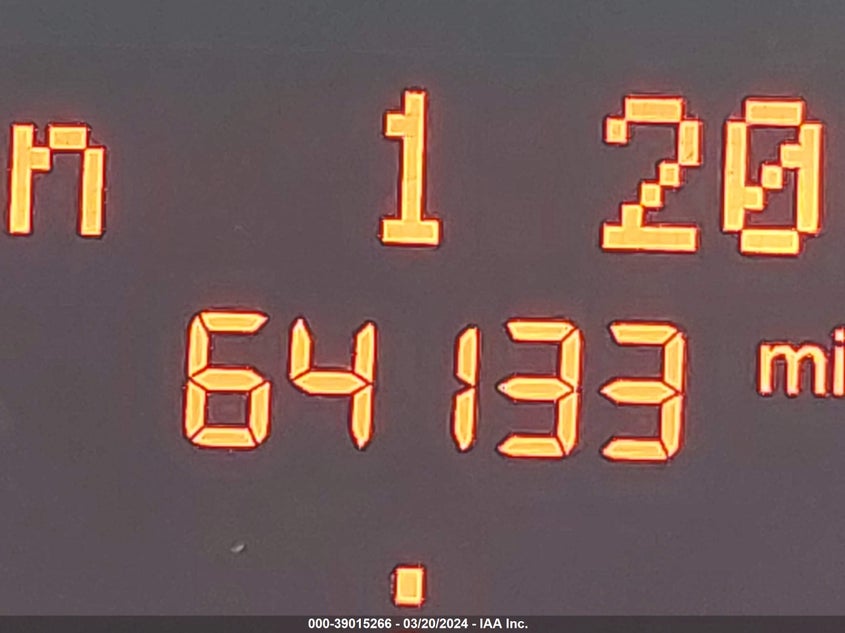 n 1 20
64133 mi
.
000-39015266 - 03/20/2024 - IAA Inc.